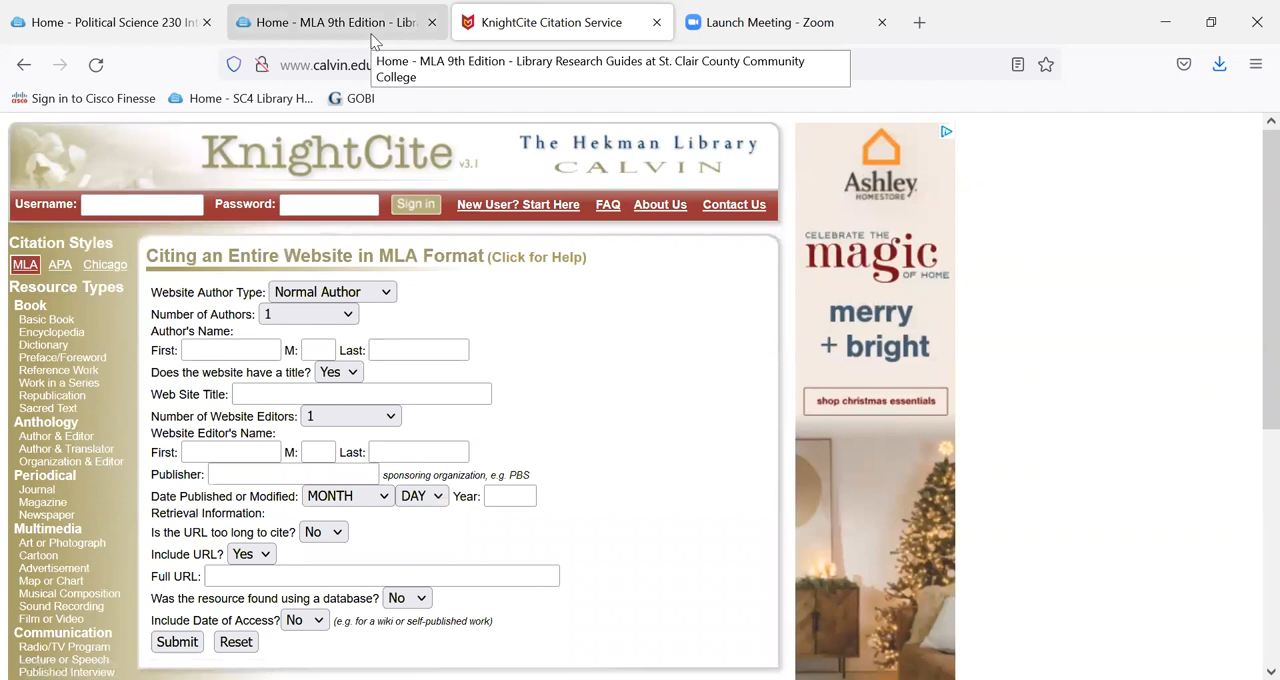 Home - Political Science 230 Int
Home - MLA 9th Edition - Libr
KnightCite Citation Service
Launch Meeting - Zoom
www.calvin.edu
Home - MLA 9th Edition - Library Research Guides at St. Clair County Community
College
Sign in to Cisco Finesse
Home - SC4 Library H...
GOBI
KnightCite v3.1
The Hekman Library
CALVIN
Username:
Password:
Sign in
New User? Start Here
FAQ
About Us
Contact Us
Citation Styles
MLA APA Chicago
Resource Types
Book
Basic Book
Encyclopedia
Dictionary
Preface/Foreword
Reference Work
Work in a Series
Republication
Sacred Text
Anthology
Author & Editor
Author & Translator
Organization & Editor
Periodical
Journal
Magazine
Newspaper
Multimedia
Art or Photograph
Cartoon
Advertisement
Map or Chart
Musical Composition
Sound Recording
Film or Video
Communication
Radio/TV Program
Lecture or Speech
Published Interview
Citing an Entire Website in MLA Format (Click for Help)
Website Author Type: Normal Author
Number of Authors: 1
Author's Name:
First: M: Last:
Does the website have a title? Yes
Web Site Title:
Number of Website Editors: 1
Website Editor's Name:
First: M: Last:
Publisher: sponsoring organization, e.g. PBS
Date Published or Modified: MONTH DAY Year:
Retrieval Information:
Is the URL too long to cite? No
Include URL? Yes
Full URL:
Was the resource found using a database? No
Include Date of Access? No (e.g. for a wiki or self-published work)
Submit Reset
Ashley
HOMESTORE
CELEBRATE THE
magic
OF HOME
merry
+ bright
shop christmas essentials